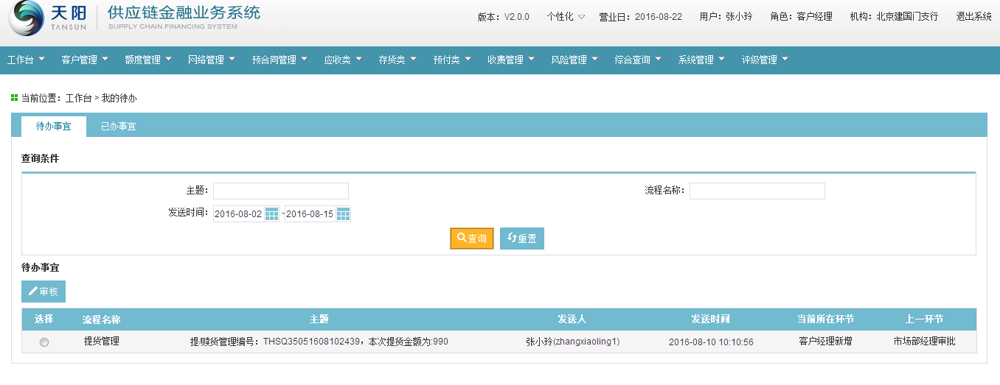 天阳 供应链金融业务系统
TANSUN SUPPLY CHAIN FINANCING SYSTEM
版本：V2.0.0 个性化 营业日：2016-08-22 用户：张小玲 角色：客户经理 机构：北京建国门支行 退出系统
工作台 客户管理 额度管理 网络管理 预合同管理 应收类 存货类 预付类 收费管理 风险管理 综合查询 系统管理 评级管理
当前位置：工作台 > 我的待办
待办事宜 已办事宜
查询条件
主题： 流程名称：
发送时间：2016-08-02 - 2016-08-15
查询 重置
待办事宜
审核
选择 流程名称 主题 发送人 发送时间 当前所在环节 上一环节
提货管理 提/赎货管理编号：THSQ35051608102439，本次提货金额为:990 张小玲(zhangxiaoling1) 2016-08-10 10:10:56 客户经理新增 市场部经理审批